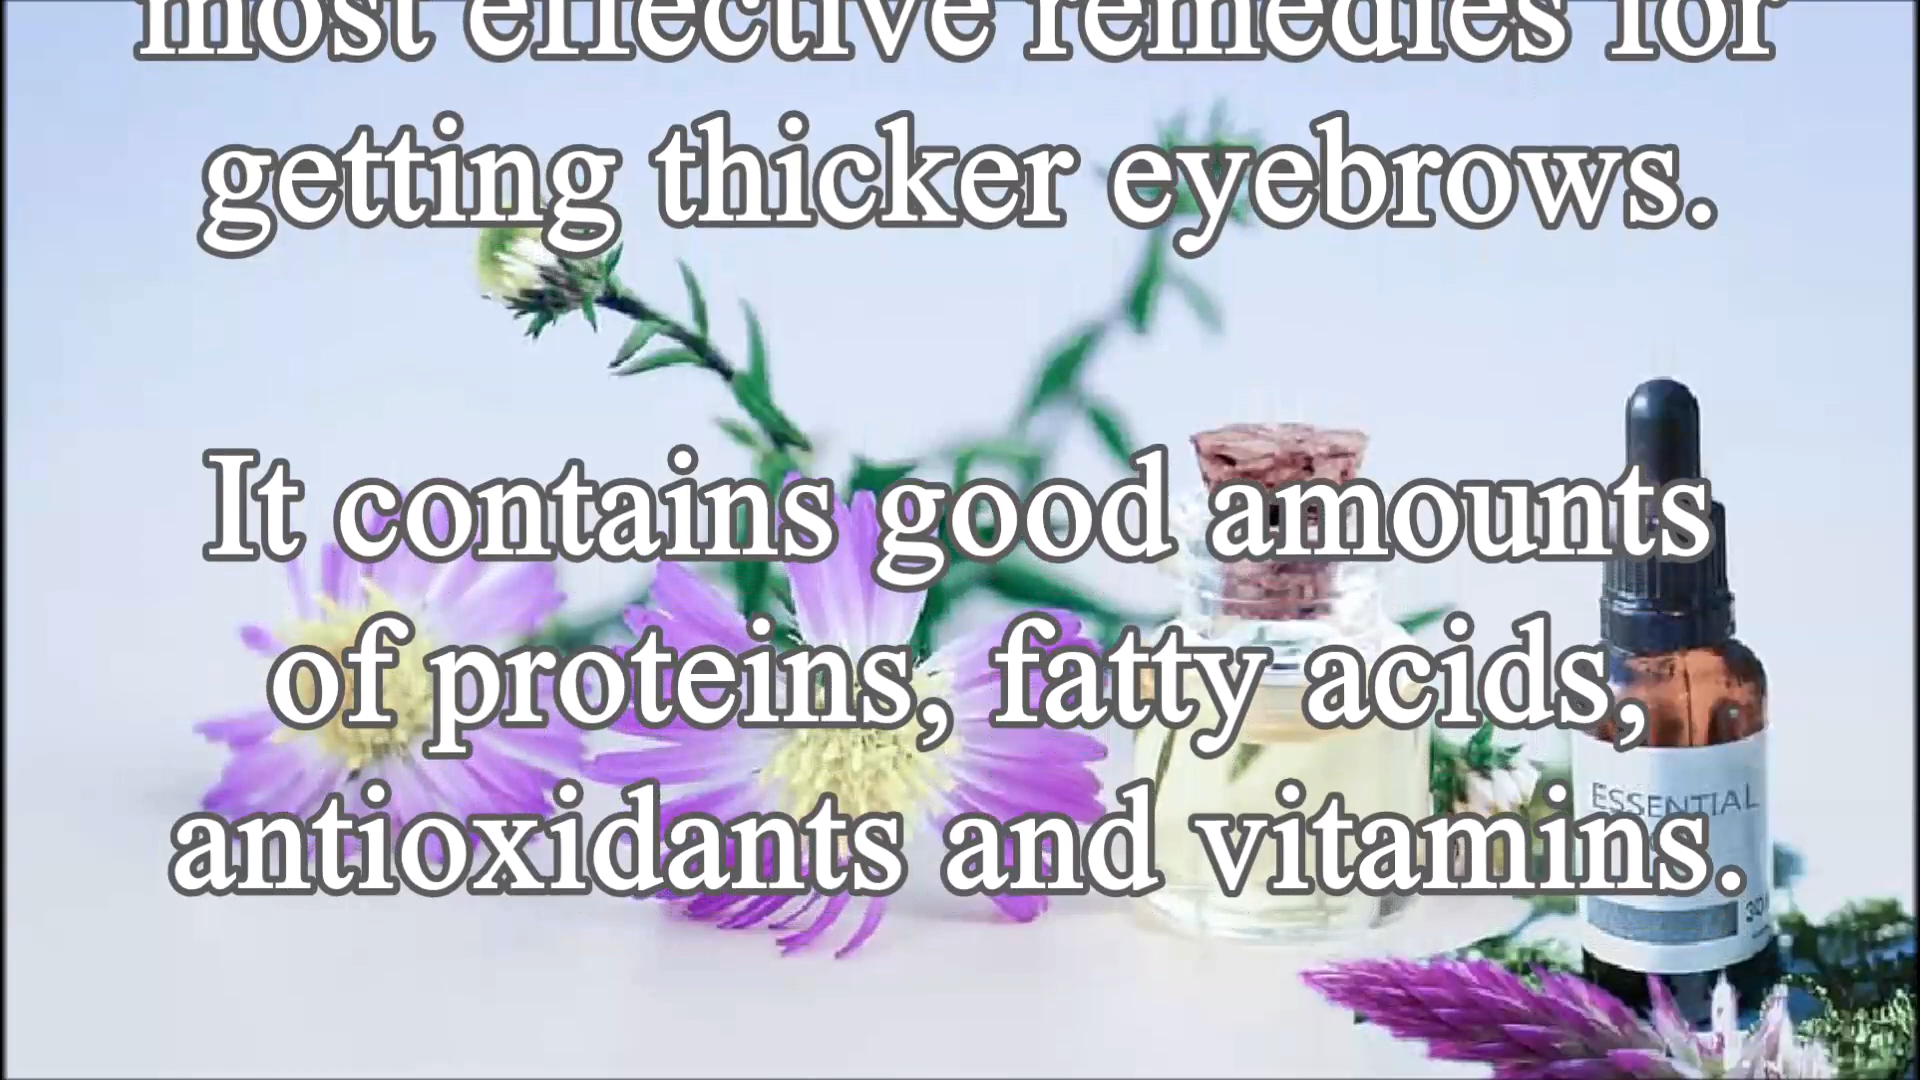 most effective remedies for
getting thicker eyebrows.
It contains good amounts
of proteins, fatty acids,
antioxidants and vitamins.
ESSENTIAL